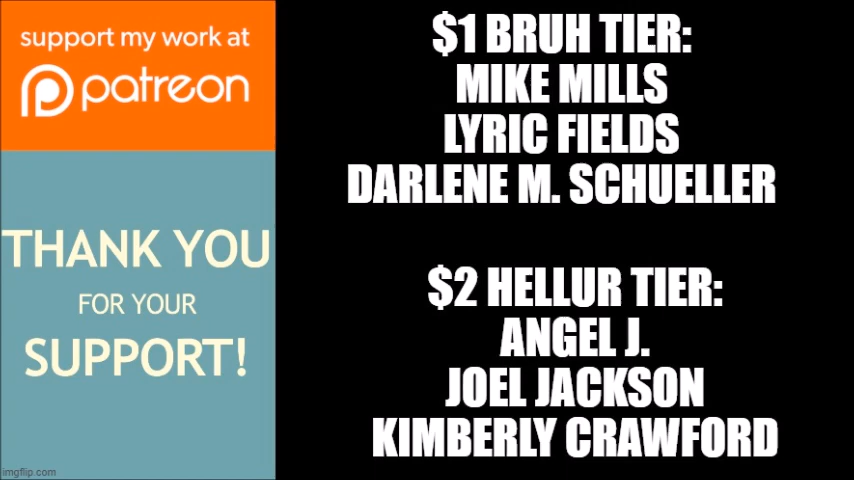 support my work at
patreon
THANK YOU
FOR YOUR
SUPPORT!
imgflip.com
$1 BRUH TIER:
MIKE MILLS
LYRIC FIELDS
DARLENE M. SCHUELLER
$2 HELLUR TIER:
ANGEL J.
JOEL JACKSON
KIMBERLY CRAWFORD